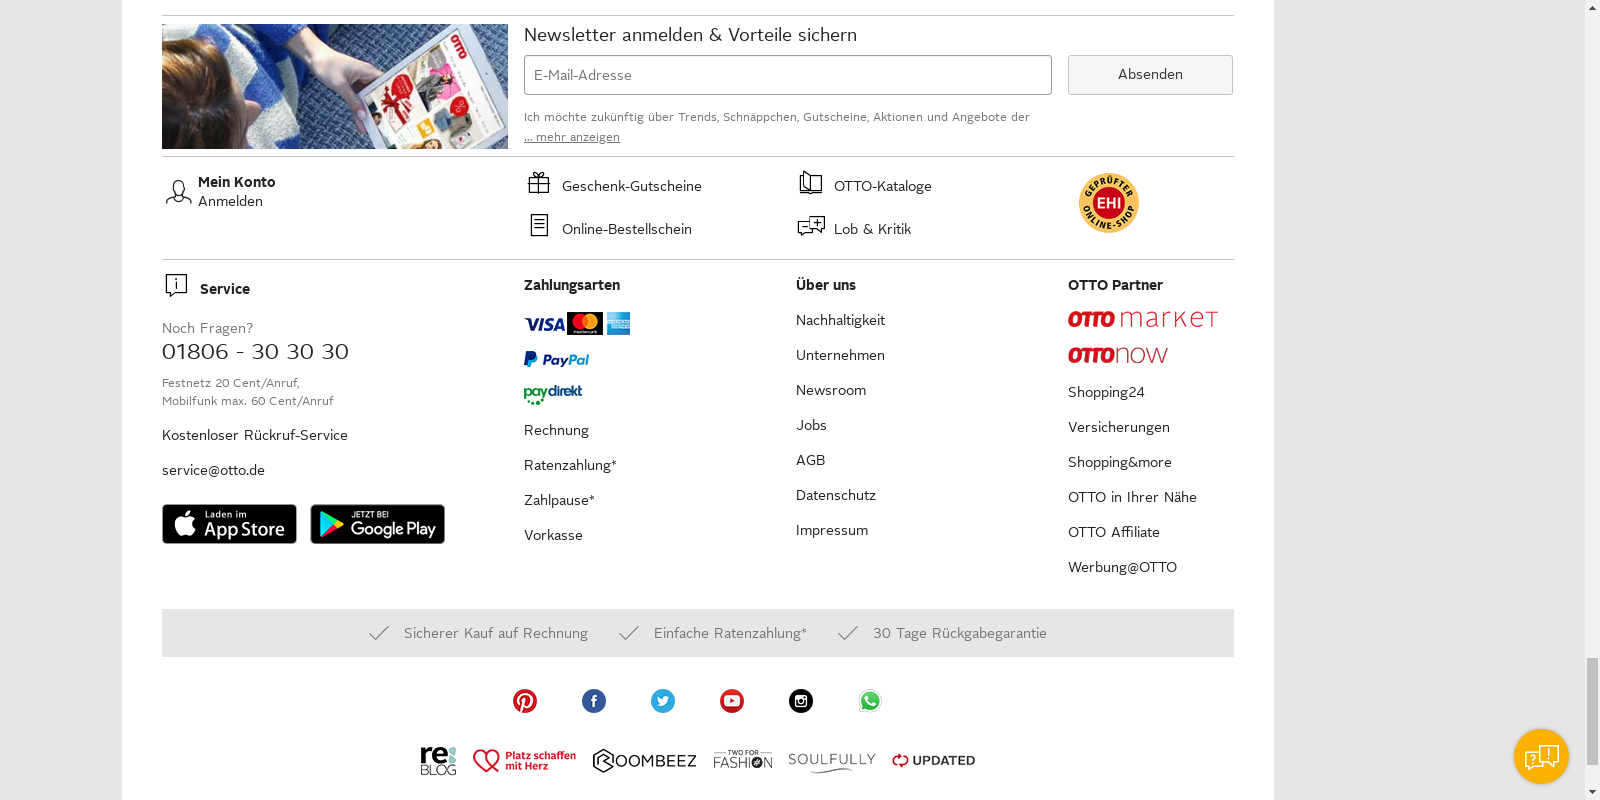 OTTO
Newsletter anmelden & Vorteile sichern
E-Mail-Adresse
Absenden
Ich möchte zukünftig über Trends, Schnäppchen, Gutscheine, Aktionen und Angebote der
... mehr anzeigen
Mein Konto
Anmelden
Geschenk-Gutscheine
Online-Bestellschein
OTTO-Kataloge
Lob & Kritik
GEPRÜFTER
EHI
ONLINE-SHOP
Service
Noch Fragen?
01806 - 30 30 30
Festnetz 20 Cent/Anruf,
Mobilfunk max. 60 Cent/Anruf
Kostenloser Rückruf-Service
service@otto.de
Laden im
App Store
JETZT BEI
Google Play
Zahlungsarten
VISA
mastercard
PayPal
paydirekt
Rechnung
Ratenzahlung*
Zahlpause*
Vorkasse
Über uns
Nachhaltigkeit
Unternehmen
Newsroom
Jobs
AGB
Datenschutz
Impressum
OTTO Partner
OTTO market
OTTO now
Shopping24
Versicherungen
Shopping&more
OTTO in Ihrer Nähe
OTTO Affiliate
Werbung@OTTO
Sicherer Kauf auf Rechnung
Einfache Ratenzahlung*
30 Tage Rückgabegarantie
re:
BLOG
Platz schaffen
mit Herz
ROOMBEEZ
TWO FOR
FASHION
SOULFULLY
UPDATED